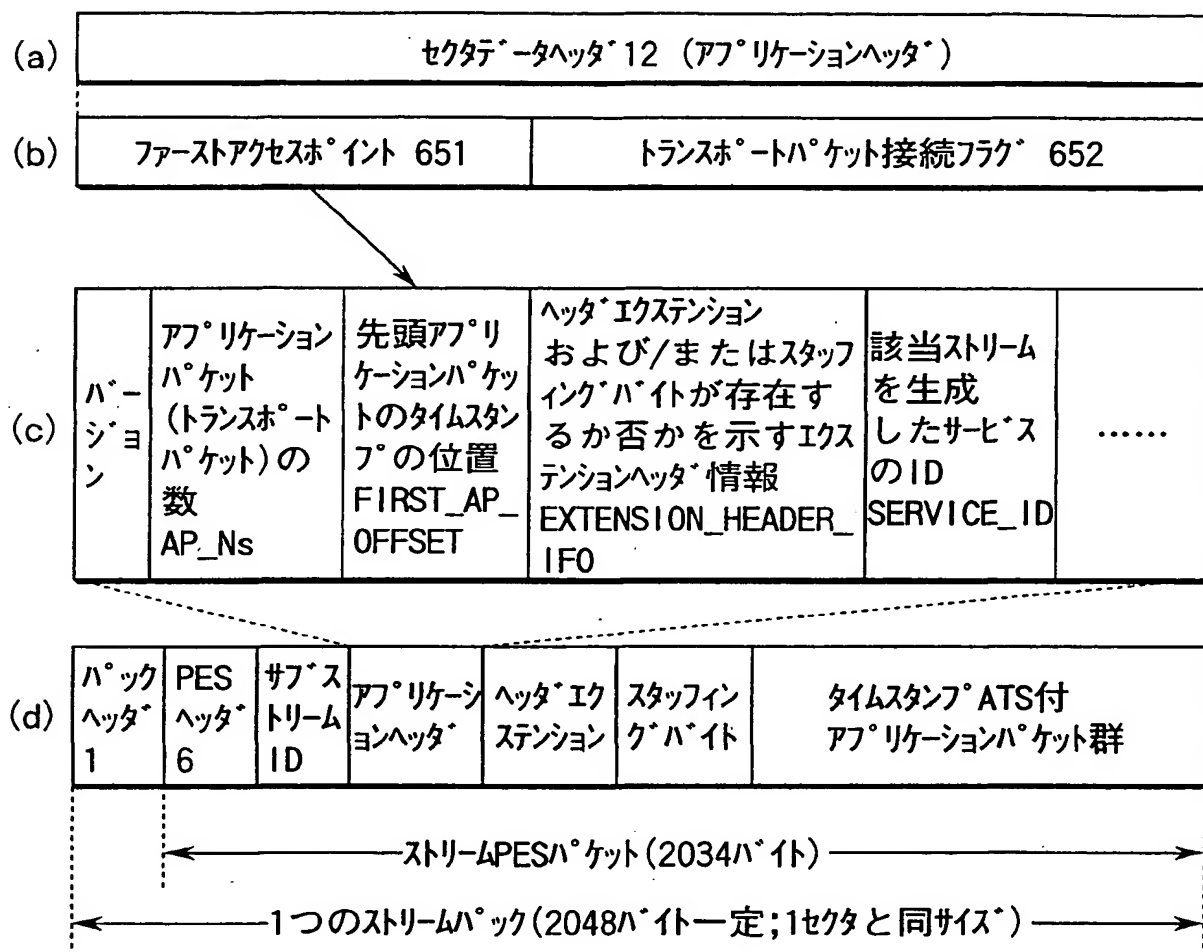 (a)
セクタデータヘッダ12 (アプリケーションヘッダ)
(b)
ファーストアクセスポイント 651
トランスポートパケット接続フラグ 652
(c)
バー
ジョ
ン
アプリケーション
パケット
(トランスポート
パケット)の
数
AP_Ns
先頭アプリ
ケーションパケッ
トのタイムスタン
プの位置
FIRST_AP_
OFFSET
ヘッダエクステンション
および/またはスタッフ
ィングバイトが存在す
るか否かを示すエクス
テンションヘッダ情報
EXTENSION_HEADER_
IFO
該当ストリーム
を生成
したサービス
のID
SERVICE_ID
……
(d)
パック
ヘッダ
1
PES
ヘッダ
6
サブス
トリーム
ID
アプリケーシ
ョンヘッダ
ヘッダエク
ステンション
スタッフィン
グバイト
タイムスタンプATS付
アプリケーションパケット群
ストリームPESパケット(2034バイト)
1つのストリームパック(2048バイト一定;1セクタと同サイズ)